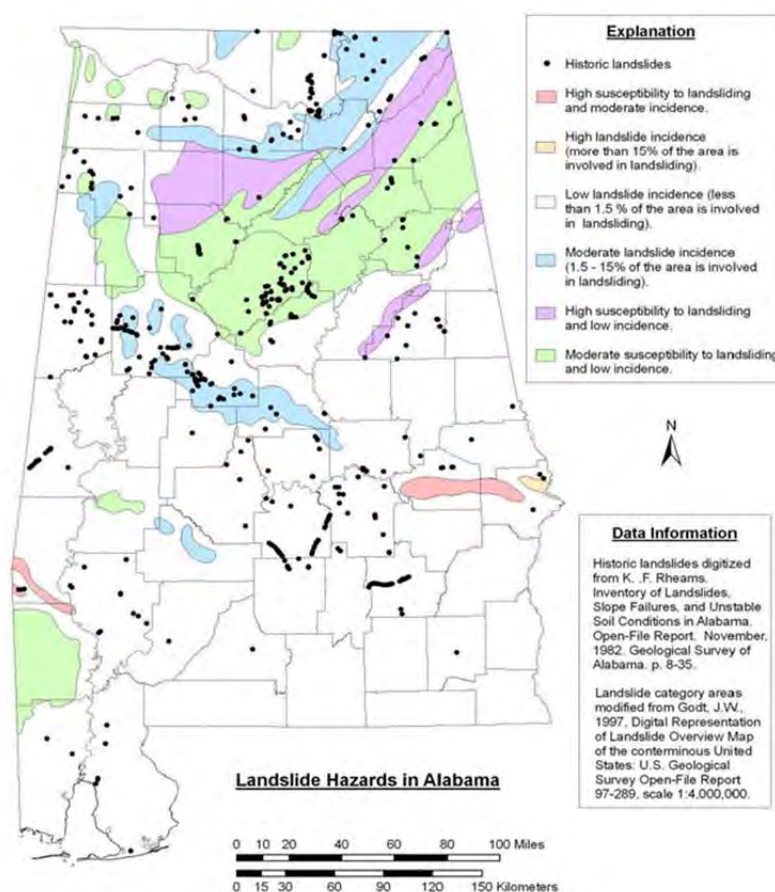 Explanation
Historic landslides
High susceptibility to landsliding
and moderate incidence.
High landslide incidence
(more than 15% of the area is
involved in landsliding).
Low landslide incidence (less
than 1.5 % of the area is involved
in landsliding).
Moderate landslide incidence
(1.5 - 15% of the area is involved
in landsliding).
High susceptibility to landsliding
and low incidence.
Moderate susceptibility to landsliding
and low incidence.
N
Data Information
Historic landslides digitized
from K. .F. Rheams.
Inventory of Landslides,
Slope Failures, and Unstable
Soil Conditions in Alabama.
Open-File Report. November,
1982. Geological Survey of
Alabama. p. 8-35.
Landslide category areas
modified from Godt, J.W.,
1997, Digital Representation
of Landslide Overview Map
of the conterminous United
States: U.S. Geological
Survey Open-File Report
97-289, scale 1:4,000,000.
Landslide Hazards in Alabama
0 10 20 40 60 80 100 Miles
0 15 30 60 90 120 150 Kilometers